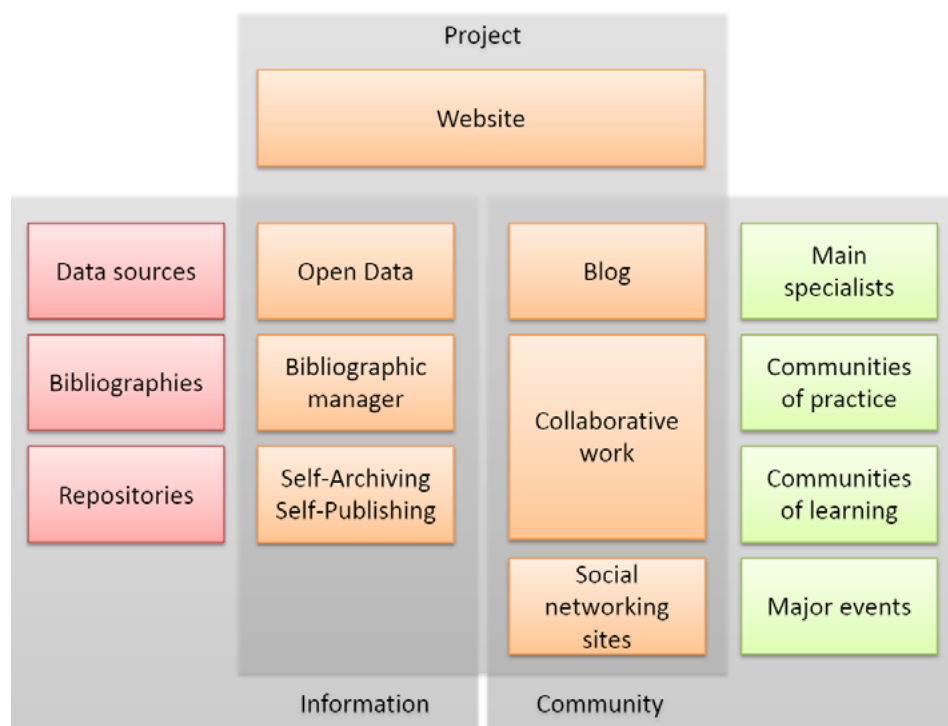 Project
Website
Data sources
Open Data
Blog
Main
specialists
Bibliographies
Bibliographic
manager
Collaborative
work
Communities
of practice
Repositories
Self-Archiving
Self-Publishing
Communities
of learning
Social
networking
sites
Major events
Information
Community